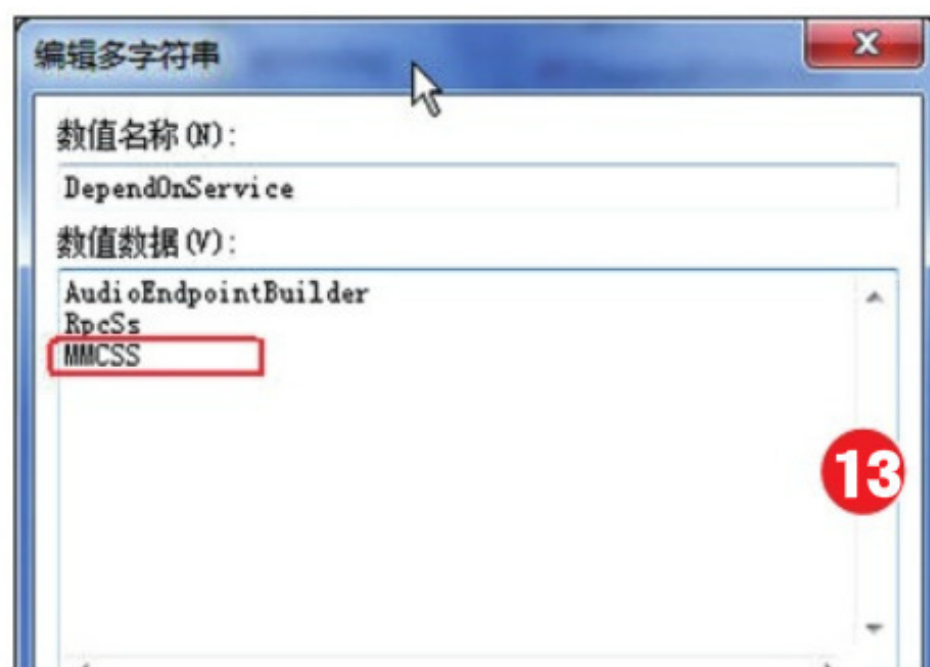 编辑多字符串
数值名称(N):
DependOnService
数值数据(V):
AudioEndpointBuilder
RpcSs
MMCSS
13